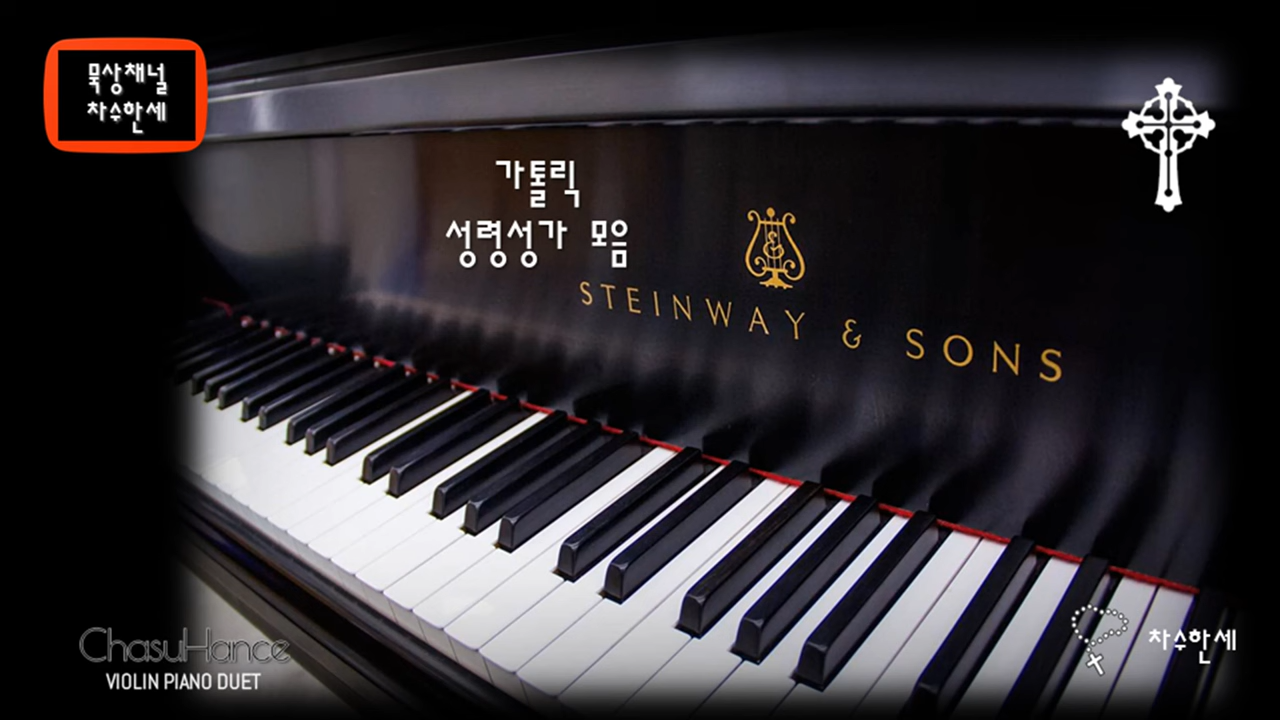 묵상채널
차수한세
가톨릭
성령성가 모음
STEINWAY & SONS
ChasuHance
VIOLIN PIANO DUET
차수한세